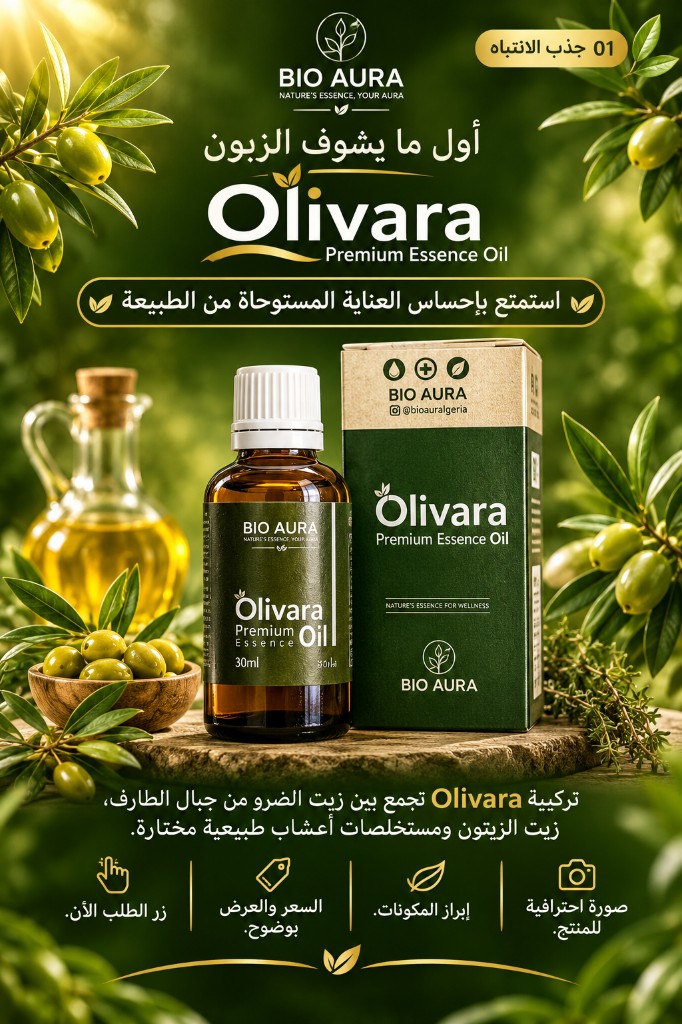 BIO AURA
NATURE'S ESSENCE, YOUR AURA
01 جذب الانتباه
أول ما يشوف الزبون
Olivara
Premium Essence Oil
استمتع بإحساس العناية المستوحاة من الطبيعة
BIO AURA
@bioauralgeria
Olivara
Premium Essence Oil
NATURE'S ESSENCE FOR WELLNESS
BIO AURA
BIO AURA
NATURE'S ESSENCE, YOUR AURA
Olivara
Premium
Essence Oil
30ml
BIO AURA
تركيبة Olivara تجمع بين زيت الضرو من جبال الطارف،
زيت الزيتون ومستخلصات أعشاب طبيعية مختارة.
صورة احترافية
للمنتج.
إبراز المكونات.
السعر والعرض
بوضوح.
زر الطلب الآن.